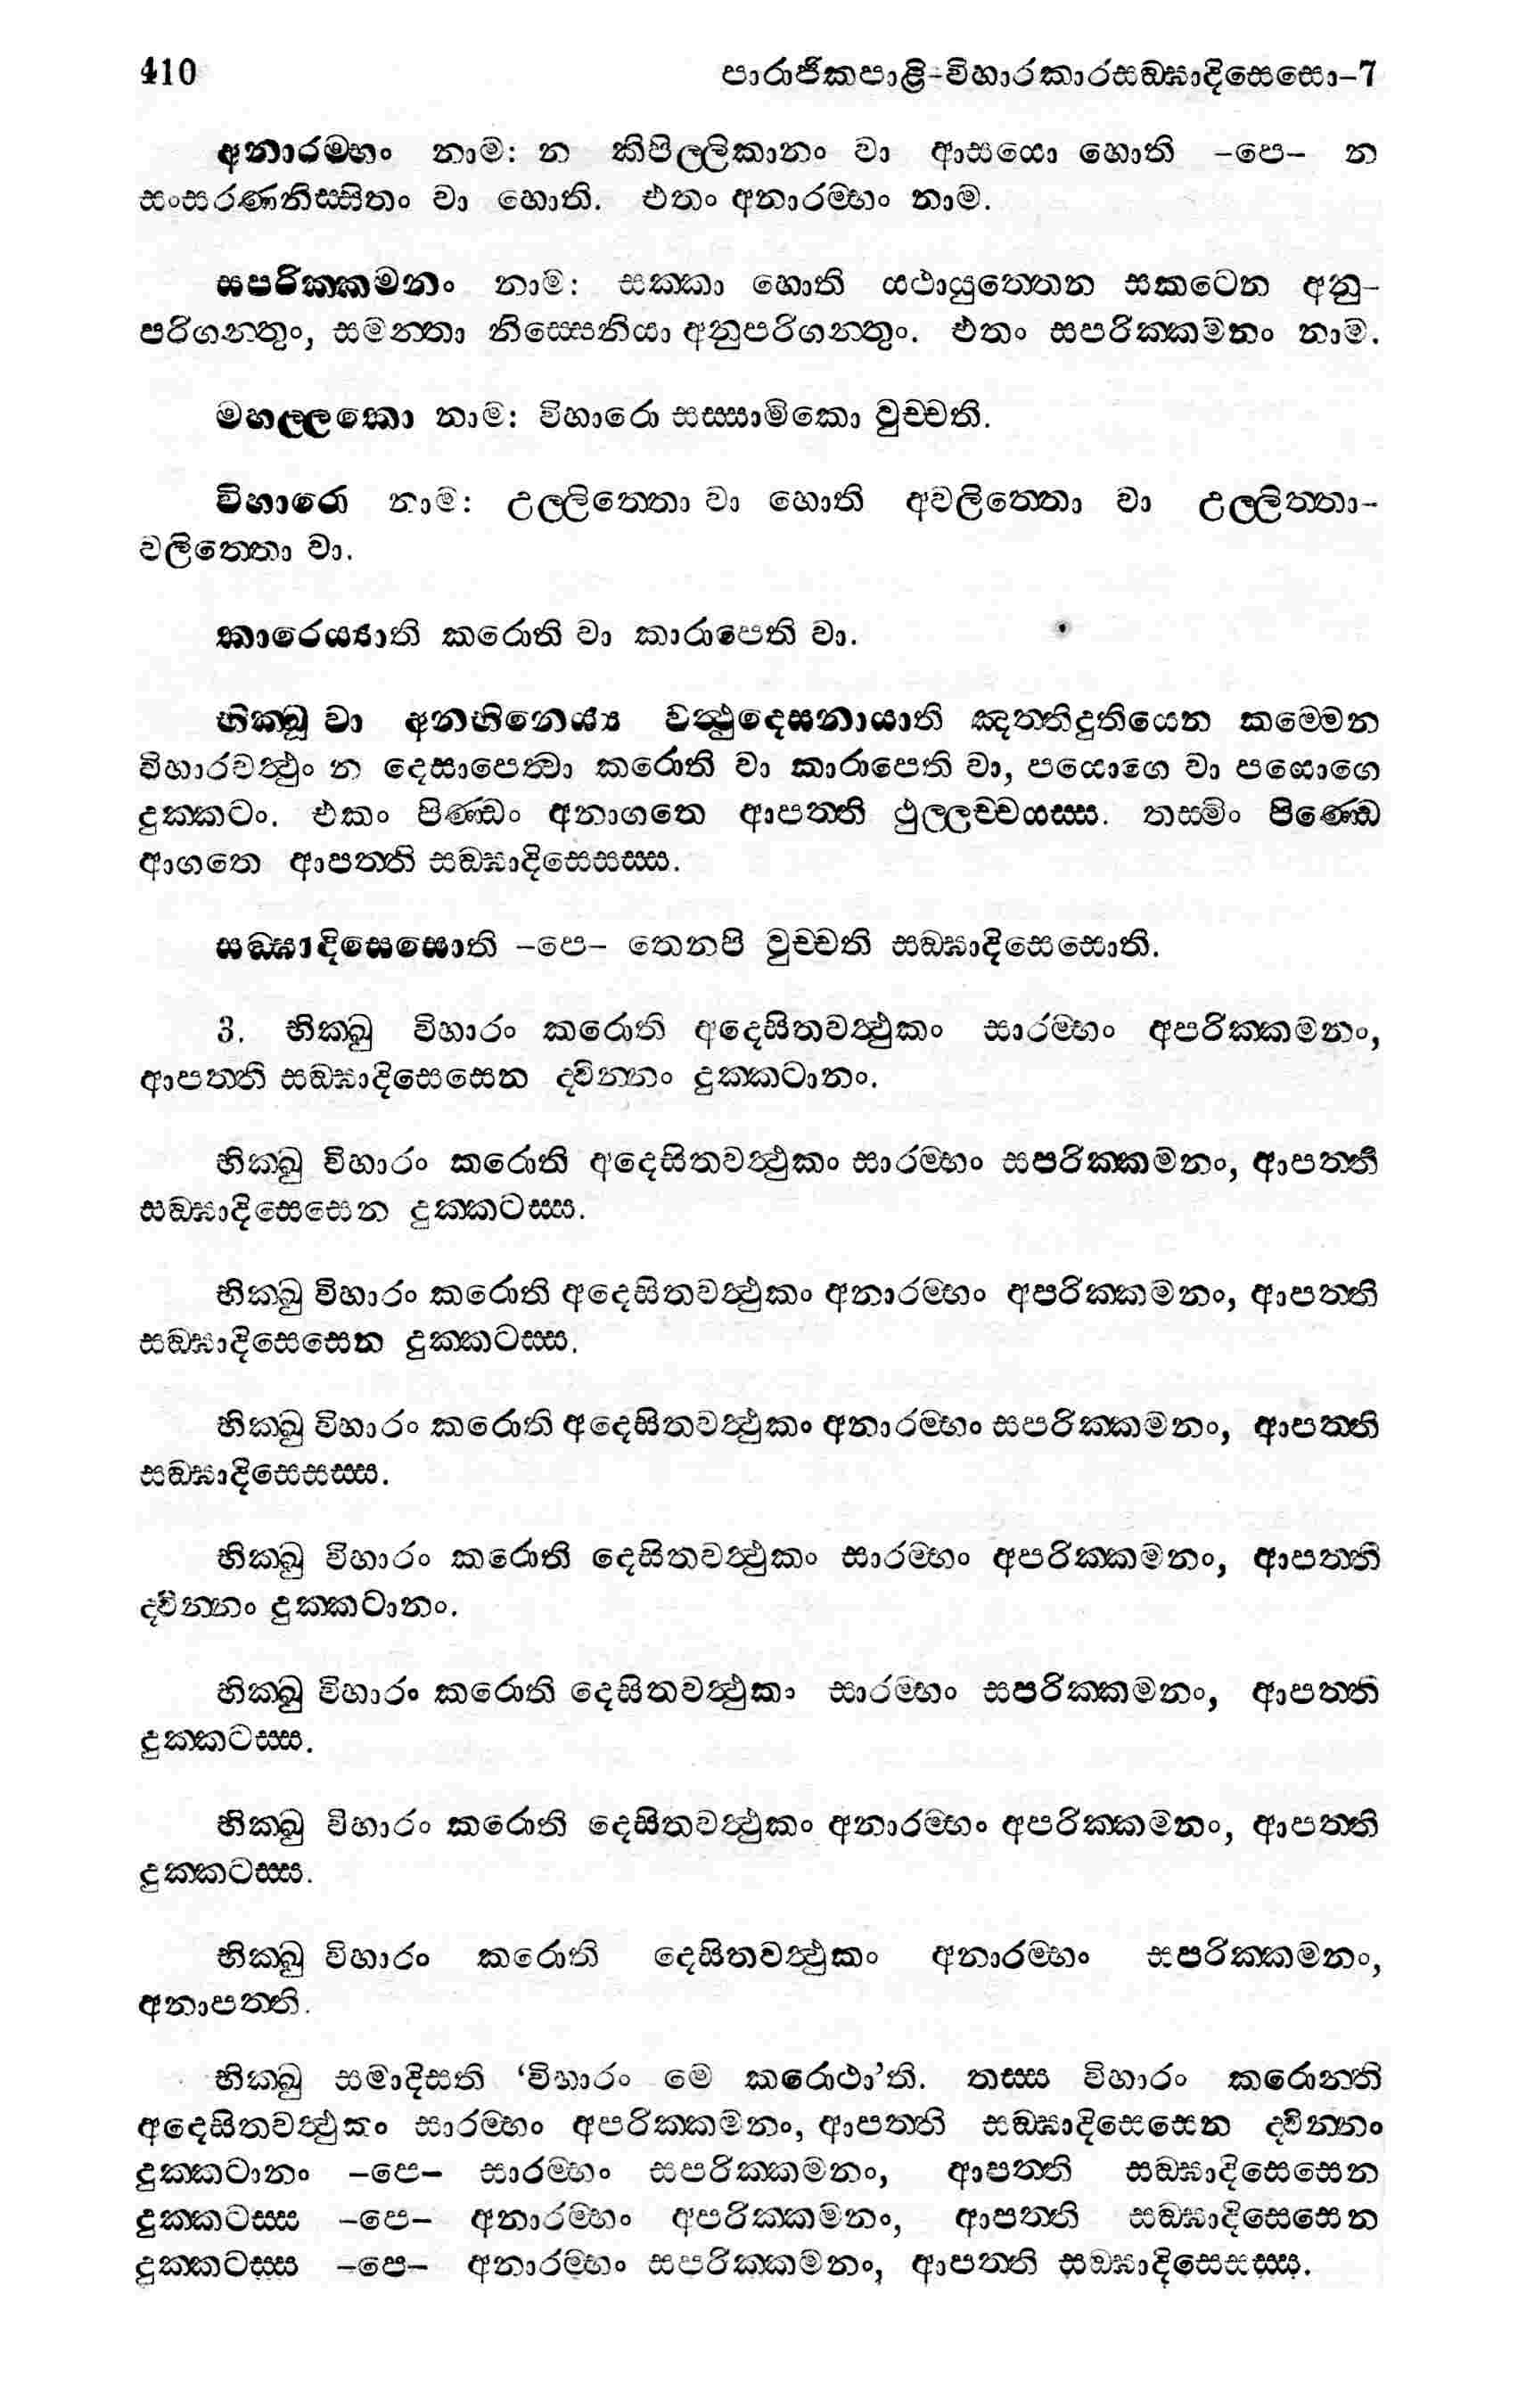 410 පාරාජිකපාළි-විහාරකාරසඞ්ඝාදිසෙසො-7
අනාරම්භං නාම: න කිපිල්ලිකානං වා ආසයො හොති -පෙ- න
සංසරණනිස්සිතං වා හොති. එතං අනාරම්භං නාම.
සපරික්කමනං නාම: සක්කා හොති යථායුත්තෙන සකටෙන අනු-
පරිගන්තුං, සමන්තා නිස්සෙනියා අනුපරිගන්තුං. එතං සපරික්කමනං නාම.
මහල්ලකො නාම: විහාරො සස්සාමිකො වුච්චති.
විහාරො නාම: උල්ලිත්තො වා හොති අවලිත්තො වා උල්ලිත්තා-
වලිත්තො වා.
කාරෙය්‍යාති කරොති වා කාරාපෙති වා.
භික්ඛූ වා අනභිනෙය්‍ය වත්ථුදෙසනායාති ඤත්තිදුතියෙන කම්මෙන
විහාරවත්ථුං න දෙසාපෙත්වා කරොති වා කාරාපෙති වා, පයොගෙ වා පයොගෙ
දුක්කටං. එකං පිණ්ඩං අනාගතෙ ආපත්ති ථුල්ලච්චයස්ස. තස්මිං පිණ්ඩෙ
ආගතෙ ආපත්ති සඞ්ඝාදිසෙසස්ස.
සඞ්ඝාදිසෙසොති -පෙ- තෙනපි වුච්චති සඞ්ඝාදිසෙසොති.
3. භික්ඛු විහාරං කරොති අදෙසිතවත්ථුකං සාරම්භං අපරික්කමනං,
ආපත්ති සඞ්ඝාදිසෙසෙන ද්වින්නං දුක්කටානං.
භික්ඛු විහාරං කරොති අදෙසිතවත්ථුකං සාරම්භං සපරික්කමනං, ආපත්ති
සඞ්ඝාදිසෙසෙන දුක්කටස්ස.
භික්ඛු විහාරං කරොති අදෙසිතවත්ථුකං අනාරම්භං අපරික්කමනං, ආපත්ති
සඞ්ඝාදිසෙසෙන දුක්කටස්ස.
භික්ඛු විහාරං කරොති අදෙසිතවත්ථුකං අනාරම්භං සපරික්කමනං, ආපත්ති
සඞ්ඝාදිසෙසස්ස.
භික්ඛු විහාරං කරොති දෙසිතවත්ථුකං සාරම්භං අපරික්කමනං, ආපත්ති
ද්වින්නං දුක්කටානං.
භික්ඛු විහාරං කරොති දෙසිතවත්ථුකං සාරම්භං සපරික්කමනං, ආපත්ති
දුක්කටස්ස.
භික්ඛු විහාරං කරොති දෙසිතවත්ථුකං අනාරම්භං අපරික්කමනං, ආපත්ති
දුක්කටස්ස.
භික්ඛු විහාරං කරොති දෙසිතවත්ථුකං අනාරම්භං සපරික්කමනං,
අනාපත්ති.
භික්ඛු සමාදිසති ‘විහාරං මෙ කරොථා’ති. තස්ස විහාරං කරොන්ති
අදෙසිතවත්ථුකං සාරම්භං අපරික්කමනං, ආපත්ති සඞ්ඝාදිසෙසෙන ද්වින්නං
දුක්කටානං -පෙ- සාරම්භං සපරික්කමනං, ආපත්ති සඞ්ඝාදිසෙසෙන
දුක්කටස්ස -පෙ- අනාරම්භං අපරික්කමනං, ආපත්ති සඞ්ඝාදිසෙසෙන
දුක්කටස්ස -පෙ- අනාරම්භං සපරික්කමනං, ආපත්ති සඞ්ඝාදිසෙසස්ස.